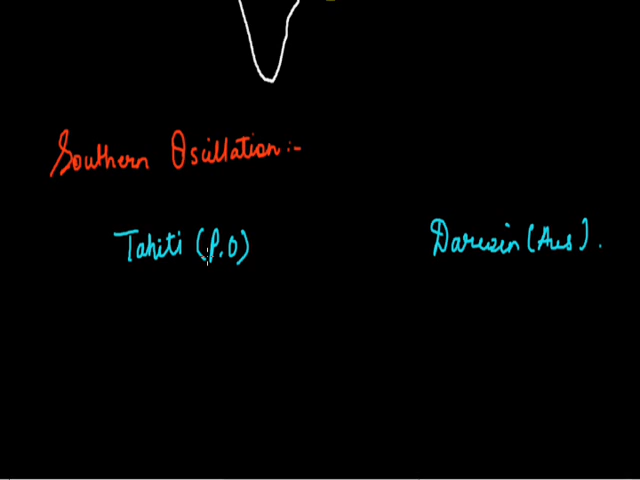 Southern Oscillation :-
Tahiti (P.O) Darwin (Aus).